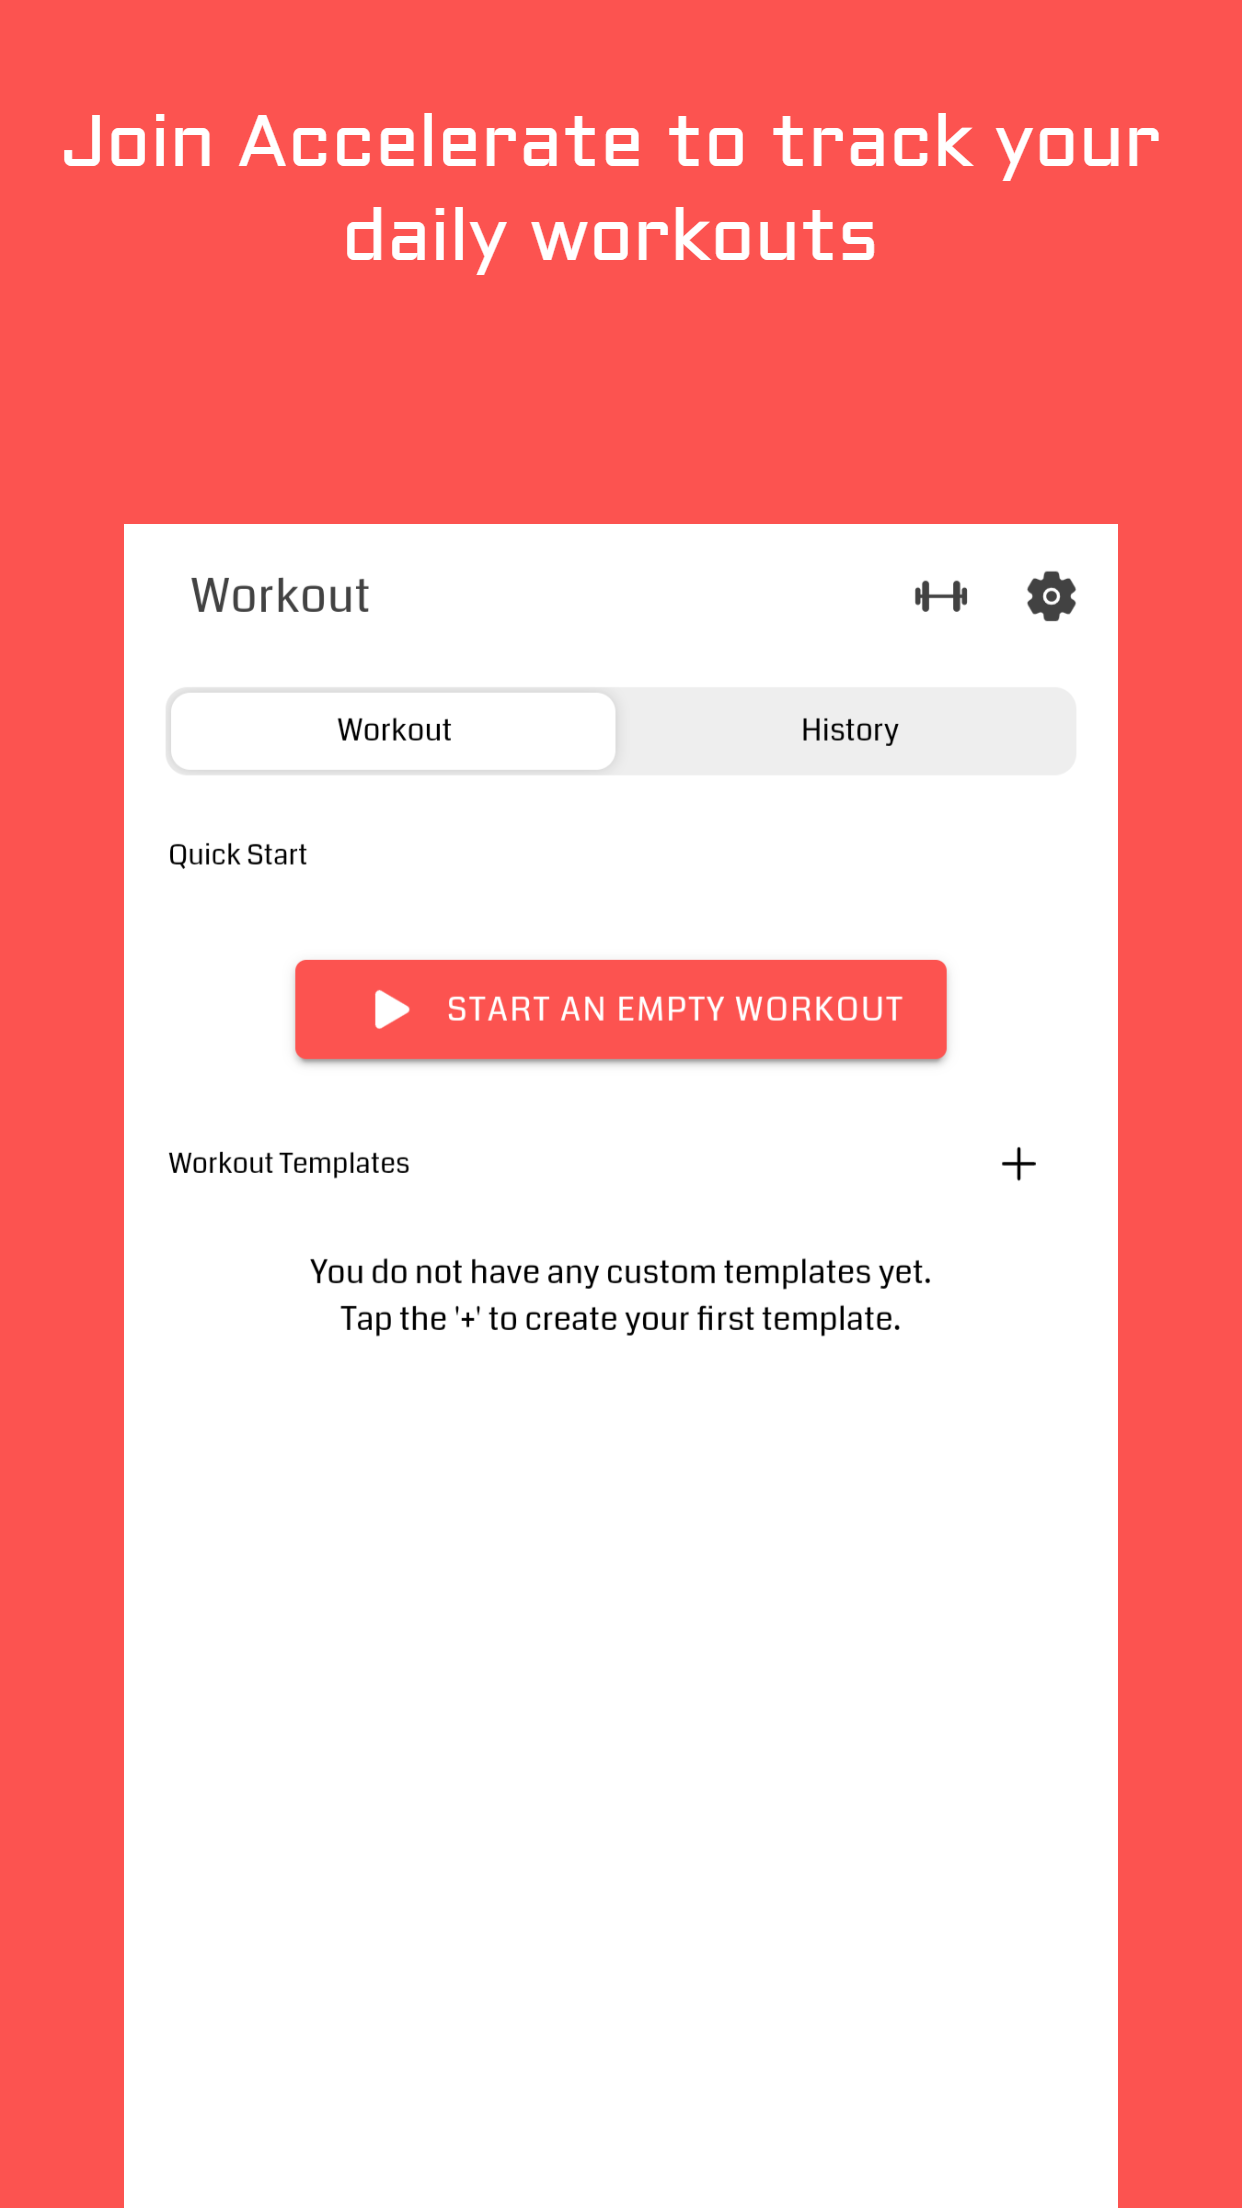 Join Accelerate to track your
daily workouts
Workout
Workout
History
Quick Start
START AN EMPTY WORKOUT
Workout Templates
You do not have any custom templates yet.
Tap the '+' to create your first template.